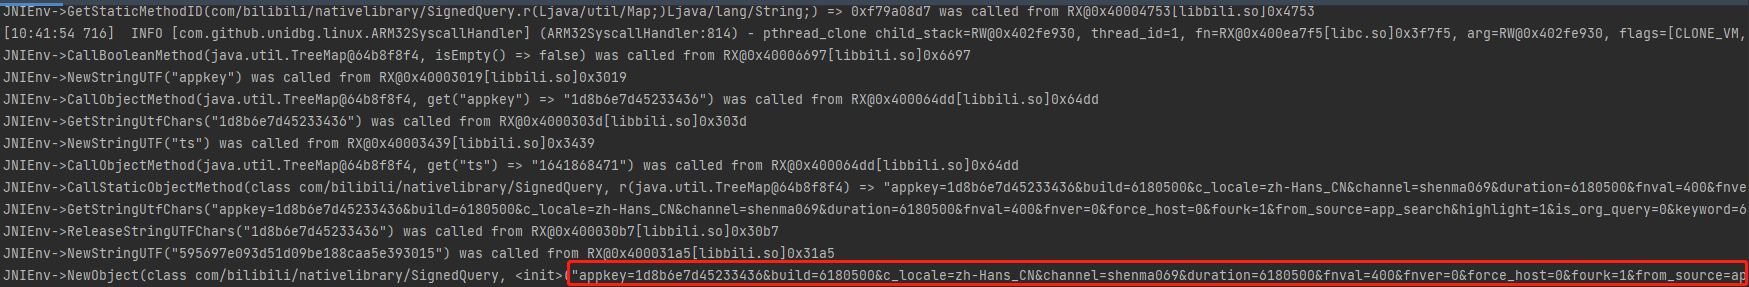 JNIEnv->GetStaticMethodID(com/bilibili/nativelibrary/SignedQuery.r(Ljava/util/Map;)Ljava/lang/String;) => 0xf79a08d7 was called from RX@0x40004753[libbili.so]0x4753
[10:41:54 716]  INFO [com.github.unidbg.linux.ARM32SyscallHandler] (ARM32SyscallHandler:814) - pthread_clone child_stack=RW@0x402fe930, thread_id=1, fn=RX@0x400ea7f5[libc.so]0x3f7f5, arg=RW@0x402fe930, flags=[CLONE_VM,
JNIEnv->CallBooleanMethod(java.util.TreeMap@64b8f8f4, isEmpty() => false) was called from RX@0x40006697[libbili.so]0x6697
JNIEnv->NewStringUTF("appkey") was called from RX@0x40003019[libbili.so]0x3019
JNIEnv->CallObjectMethod(java.util.TreeMap@64b8f8f4, get("appkey") => "1d8b6e7d45233436") was called from RX@0x400064dd[libbili.so]0x64dd
JNIEnv->GetStringUtfChars("1d8b6e7d45233436") was called from RX@0x4000303d[libbili.so]0x303d
JNIEnv->NewStringUTF("ts") was called from RX@0x40003439[libbili.so]0x3439
JNIEnv->CallObjectMethod(java.util.TreeMap@64b8f8f4, get("ts") => "1641868471") was called from RX@0x400064dd[libbili.so]0x64dd
JNIEnv->CallStaticObjectMethod(class com/bilibili/nativelibrary/SignedQuery, r(java.util.TreeMap@64b8f8f4) => "appkey=1d8b6e7d45233436&build=6180500&c_locale=zh-Hans_CN&channel=shenma069&duration=6180500&fnval=400&fnve
JNIEnv->GetStringUtfChars("appkey=1d8b6e7d45233436&build=6180500&c_locale=zh-Hans_CN&channel=shenma069&duration=6180500&fnval=400&fnver=0&force_host=0&fourk=1&from_source=app_search&highlight=1&is_org_query=0&keyword=6
JNIEnv->ReleaseStringUTFChars("1d8b6e7d45233436") was called from RX@0x400030b7[libbili.so]0x30b7
JNIEnv->NewStringUTF("595697e093d51d09be188caa5e393015") was called from RX@0x400031a5[libbili.so]0x31a5
JNIEnv->NewObject(class com/bilibili/nativelibrary/SignedQuery, <init>("appkey=1d8b6e7d45233436&build=6180500&c_locale=zh-Hans_CN&channel=shenma069&duration=6180500&fnval=400&fnver=0&force_host=0&fourk=1&from_source=ap